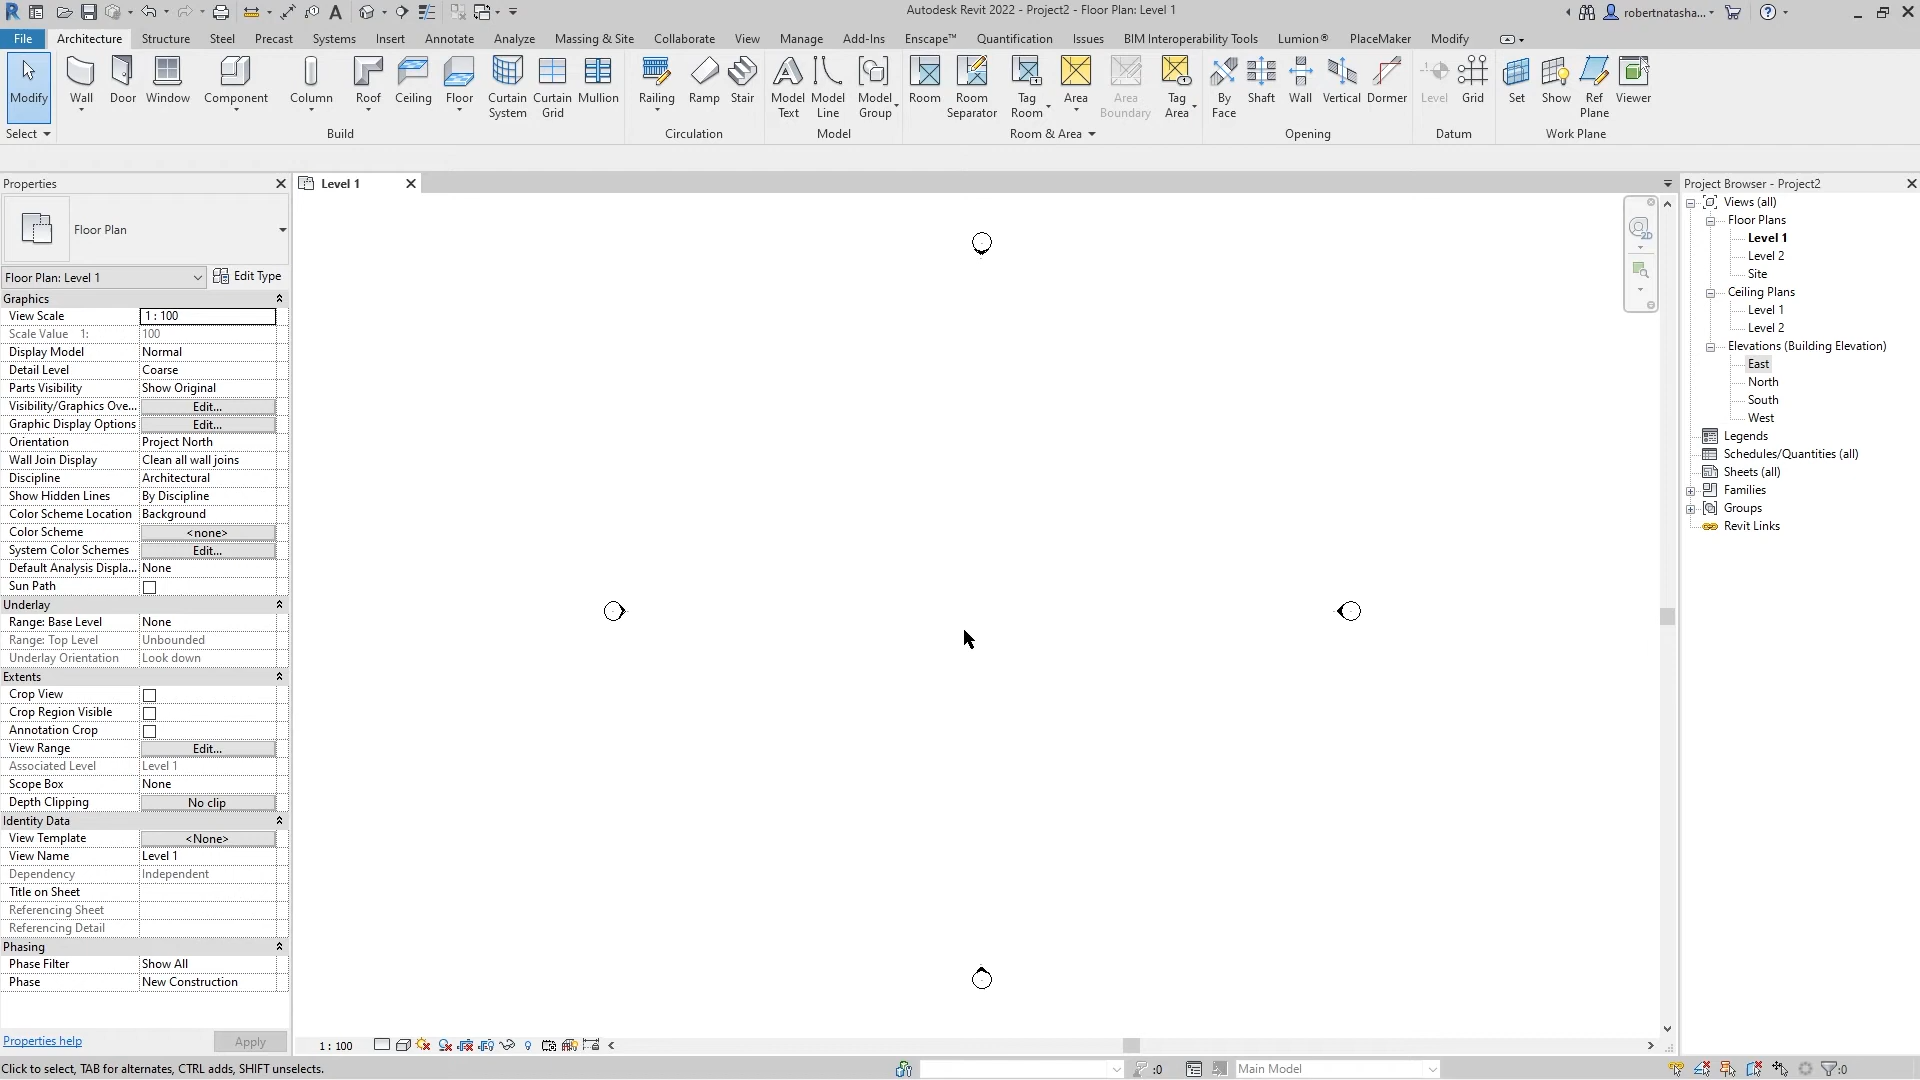 Autodesk Revit 2022 - Project2 - Floor Plan: Level 1
robertnatasha...
File Architecture Structure Steel Precast Systems Insert Annotate Analyze Massing & Site Collaborate View Manage Add-Ins Enscape™ Quantification Issues BIM Interoperability Tools Lumion® PlaceMaker Modify
Modify Wall Door Window Component Column Roof Ceiling Floor Curtain System Curtain Grid Mullion Railing Ramp Stair Model Text Model Line Model Group Room Room Separator Tag Room Area Area Boundary Tag Area By Face Shaft Wall Vertical Dormer Level Grid Set Show Ref Plane Viewer
Select Build Circulation Model Room & Area Opening Datum Work Plane
Properties
Floor Plan
Floor Plan: Level 1 Edit Type
Graphics
View Scale 1 : 100
Scale Value 1: 100
Display Model Normal
Detail Level Coarse
Parts Visibility Show Original
Visibility/Graphics Ove... Edit...
Graphic Display Options Edit...
Orientation Project North
Wall Join Display Clean all wall joins
Discipline Architectural
Show Hidden Lines By Discipline
Color Scheme Location Background
Color Scheme <none>
System Color Schemes Edit...
Default Analysis Displa... None
Sun Path
Underlay
Range: Base Level None
Range: Top Level Unbounded
Underlay Orientation Look down
Extents
Crop View
Crop Region Visible
Annotation Crop
View Range Edit...
Associated Level Level 1
Scope Box None
Depth Clipping No clip
Identity Data
View Template <None>
View Name Level 1
Dependency Independent
Title on Sheet
Referencing Sheet
Referencing Detail
Phasing
Phase Filter Show All
Phase New Construction
Properties help Apply
Level 1
2D
1 : 100
Project Browser - Project2
Views (all)
Floor Plans
Level 1
Level 2
Site
Ceiling Plans
Level 1
Level 2
Elevations (Building Elevation)
East
North
South
West
Legends
Schedules/Quantities (all)
Sheets (all)
Families
Groups
Revit Links
Click to select, TAB for alternates, CTRL adds, SHIFT unselects. :0 Main Model :0